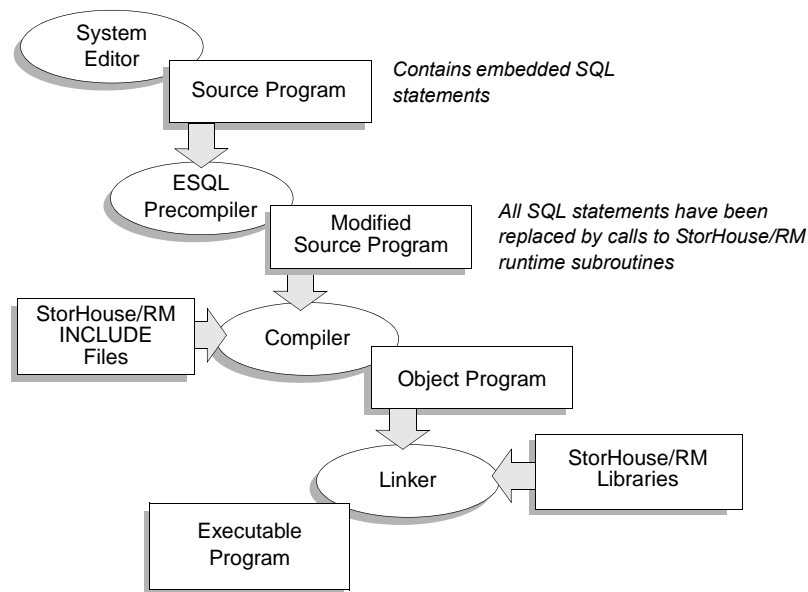 System
Editor
Source Program
Contains embedded SQL
statements
ESQL
Precompiler
Modified
Source Program
All SQL statements have been
replaced by calls to StorHouse/RM
runtime subroutines
StorHouse/RM
INCLUDE
Files
Compiler
Object Program
Linker
StorHouse/RM
Libraries
Executable
Program